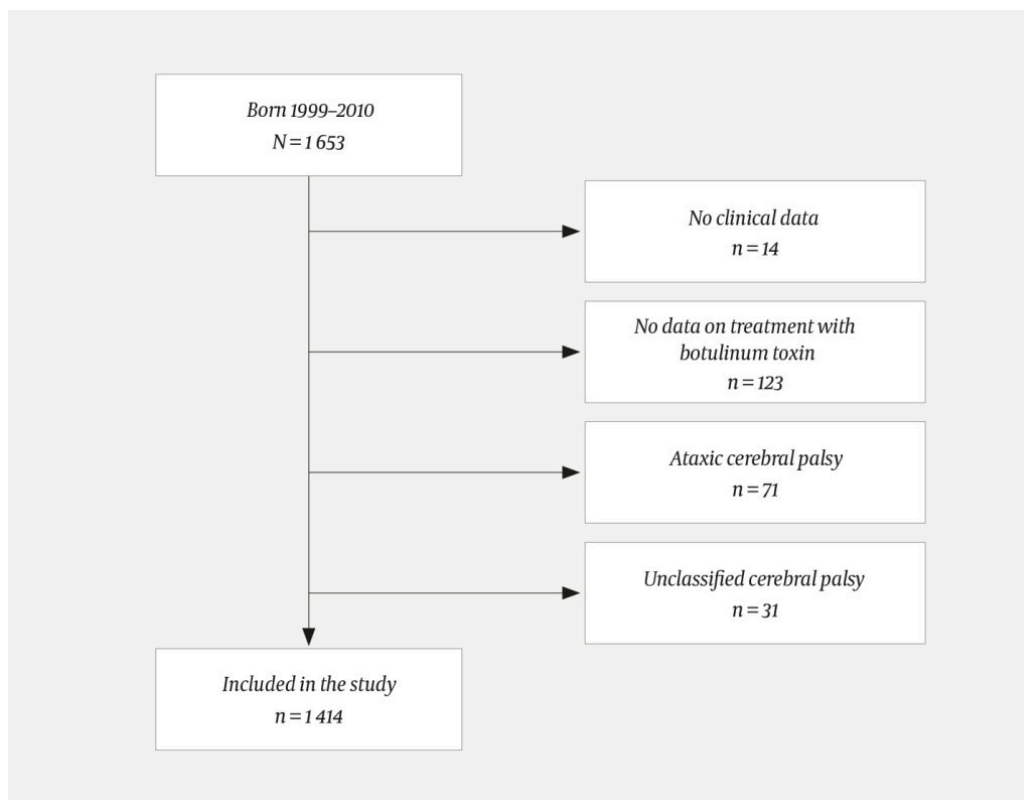 Born 1999–2010
N = 1 653
No clinical data
n = 14
No data on treatment with
botulinum toxin
n = 123
Ataxic cerebral palsy
n = 71
Unclassified cerebral palsy
n = 31
Included in the study
n = 1 414